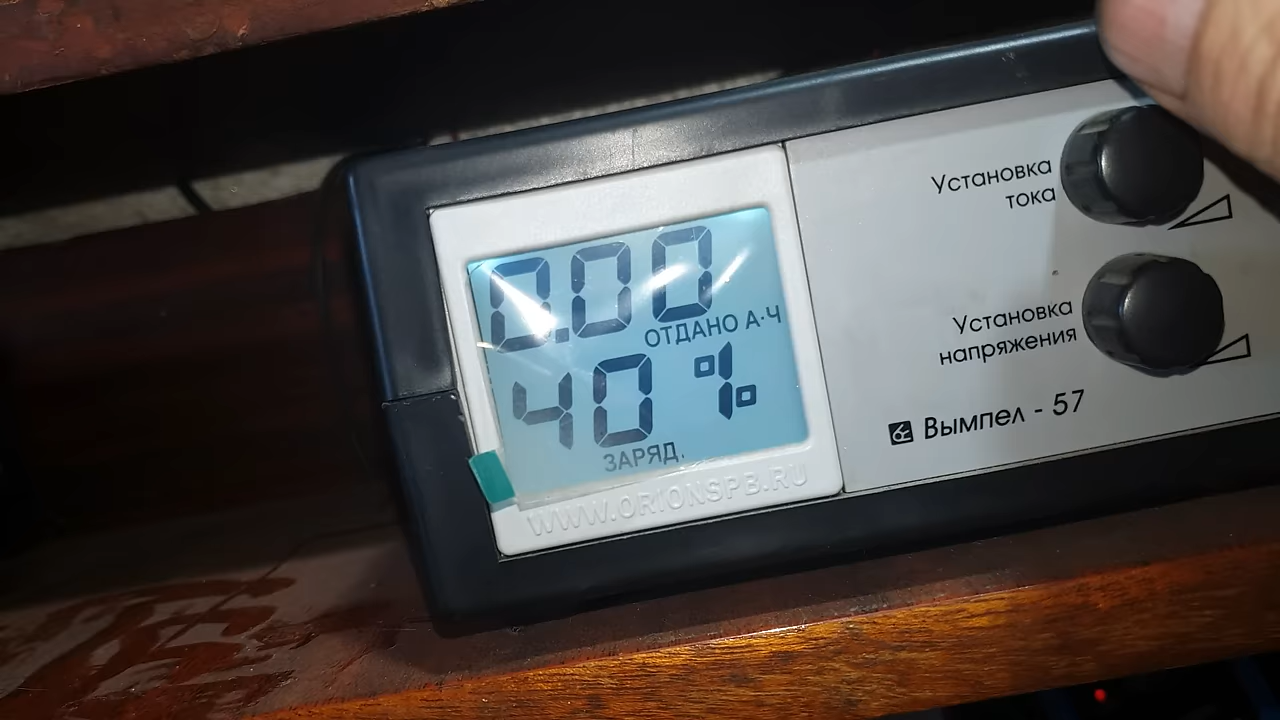 0.00
ОТДАНО А·Ч
40 %
ЗАРЯД.
WWW.ORIONSPB.RU
Установка
тока
Установка
напряжения
Вымпел - 57